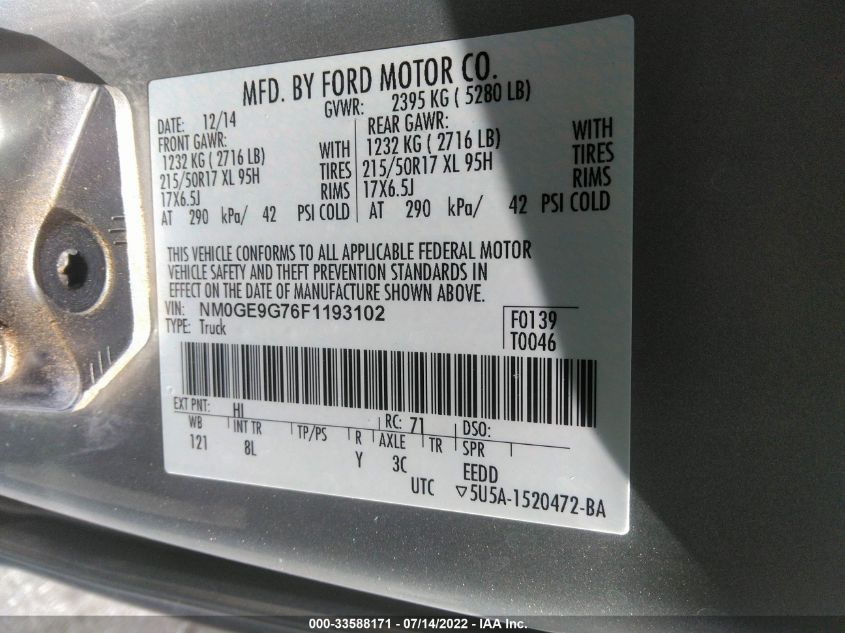 MFD. BY FORD MOTOR CO.
DATE: 12/14 GVWR: 2395 KG ( 5280 LB)
FRONT GAWR: REAR GAWR:
1232 KG ( 2716 LB) WITH 1232 KG ( 2716 LB) WITH
215/50R17 XL 95H TIRES 215/50R17 XL 95H TIRES
17X6.5J RIMS 17X6.5J RIMS
AT 290 kPa/ 42 PSI COLD AT 290 kPa/ 42 PSI COLD
THIS VEHICLE CONFORMS TO ALL APPLICABLE FEDERAL MOTOR
VEHICLE SAFETY AND THEFT PREVENTION STANDARDS IN
EFFECT ON THE DATE OF MANUFACTURE SHOWN ABOVE.
VIN: NM0GE9G76F1193102 F0139
TYPE: Truck T0046
EXT PNT: HI RC: 71 DSO:
WB INT TR TP/PS R AXLE TR SPR
121 8L Y 3C EEDD
UTC ▽5U5A-1520472-BA
000-33588171 - 07/14/2022 - IAA Inc.